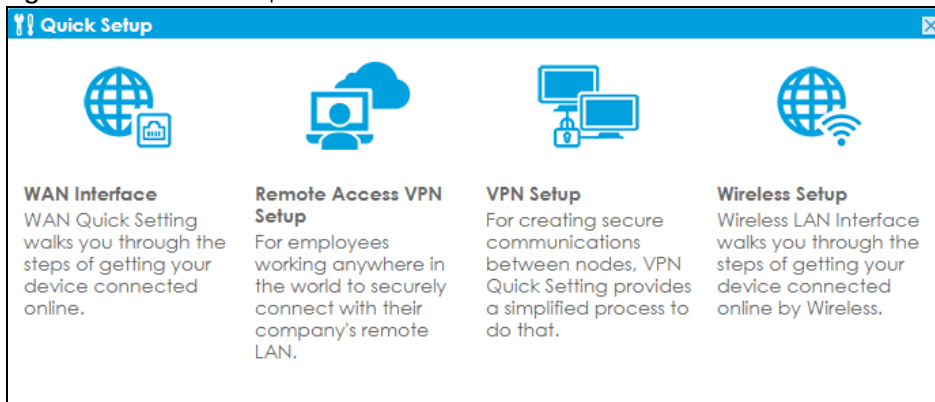 Quick Setup
WAN Interface
WAN Quick Setting
walks you through the
steps of getting your
device connected
online.
Remote Access VPN
Setup
For employees
working anywhere in
the world to securely
connect with their
company's remote
LAN.
VPN Setup
For creating secure
communications
between nodes, VPN
Quick Setting provides
a simplified process to
do that.
Wireless Setup
Wireless LAN Interface
walks you through the
steps of getting your
device connected
online by Wireless.